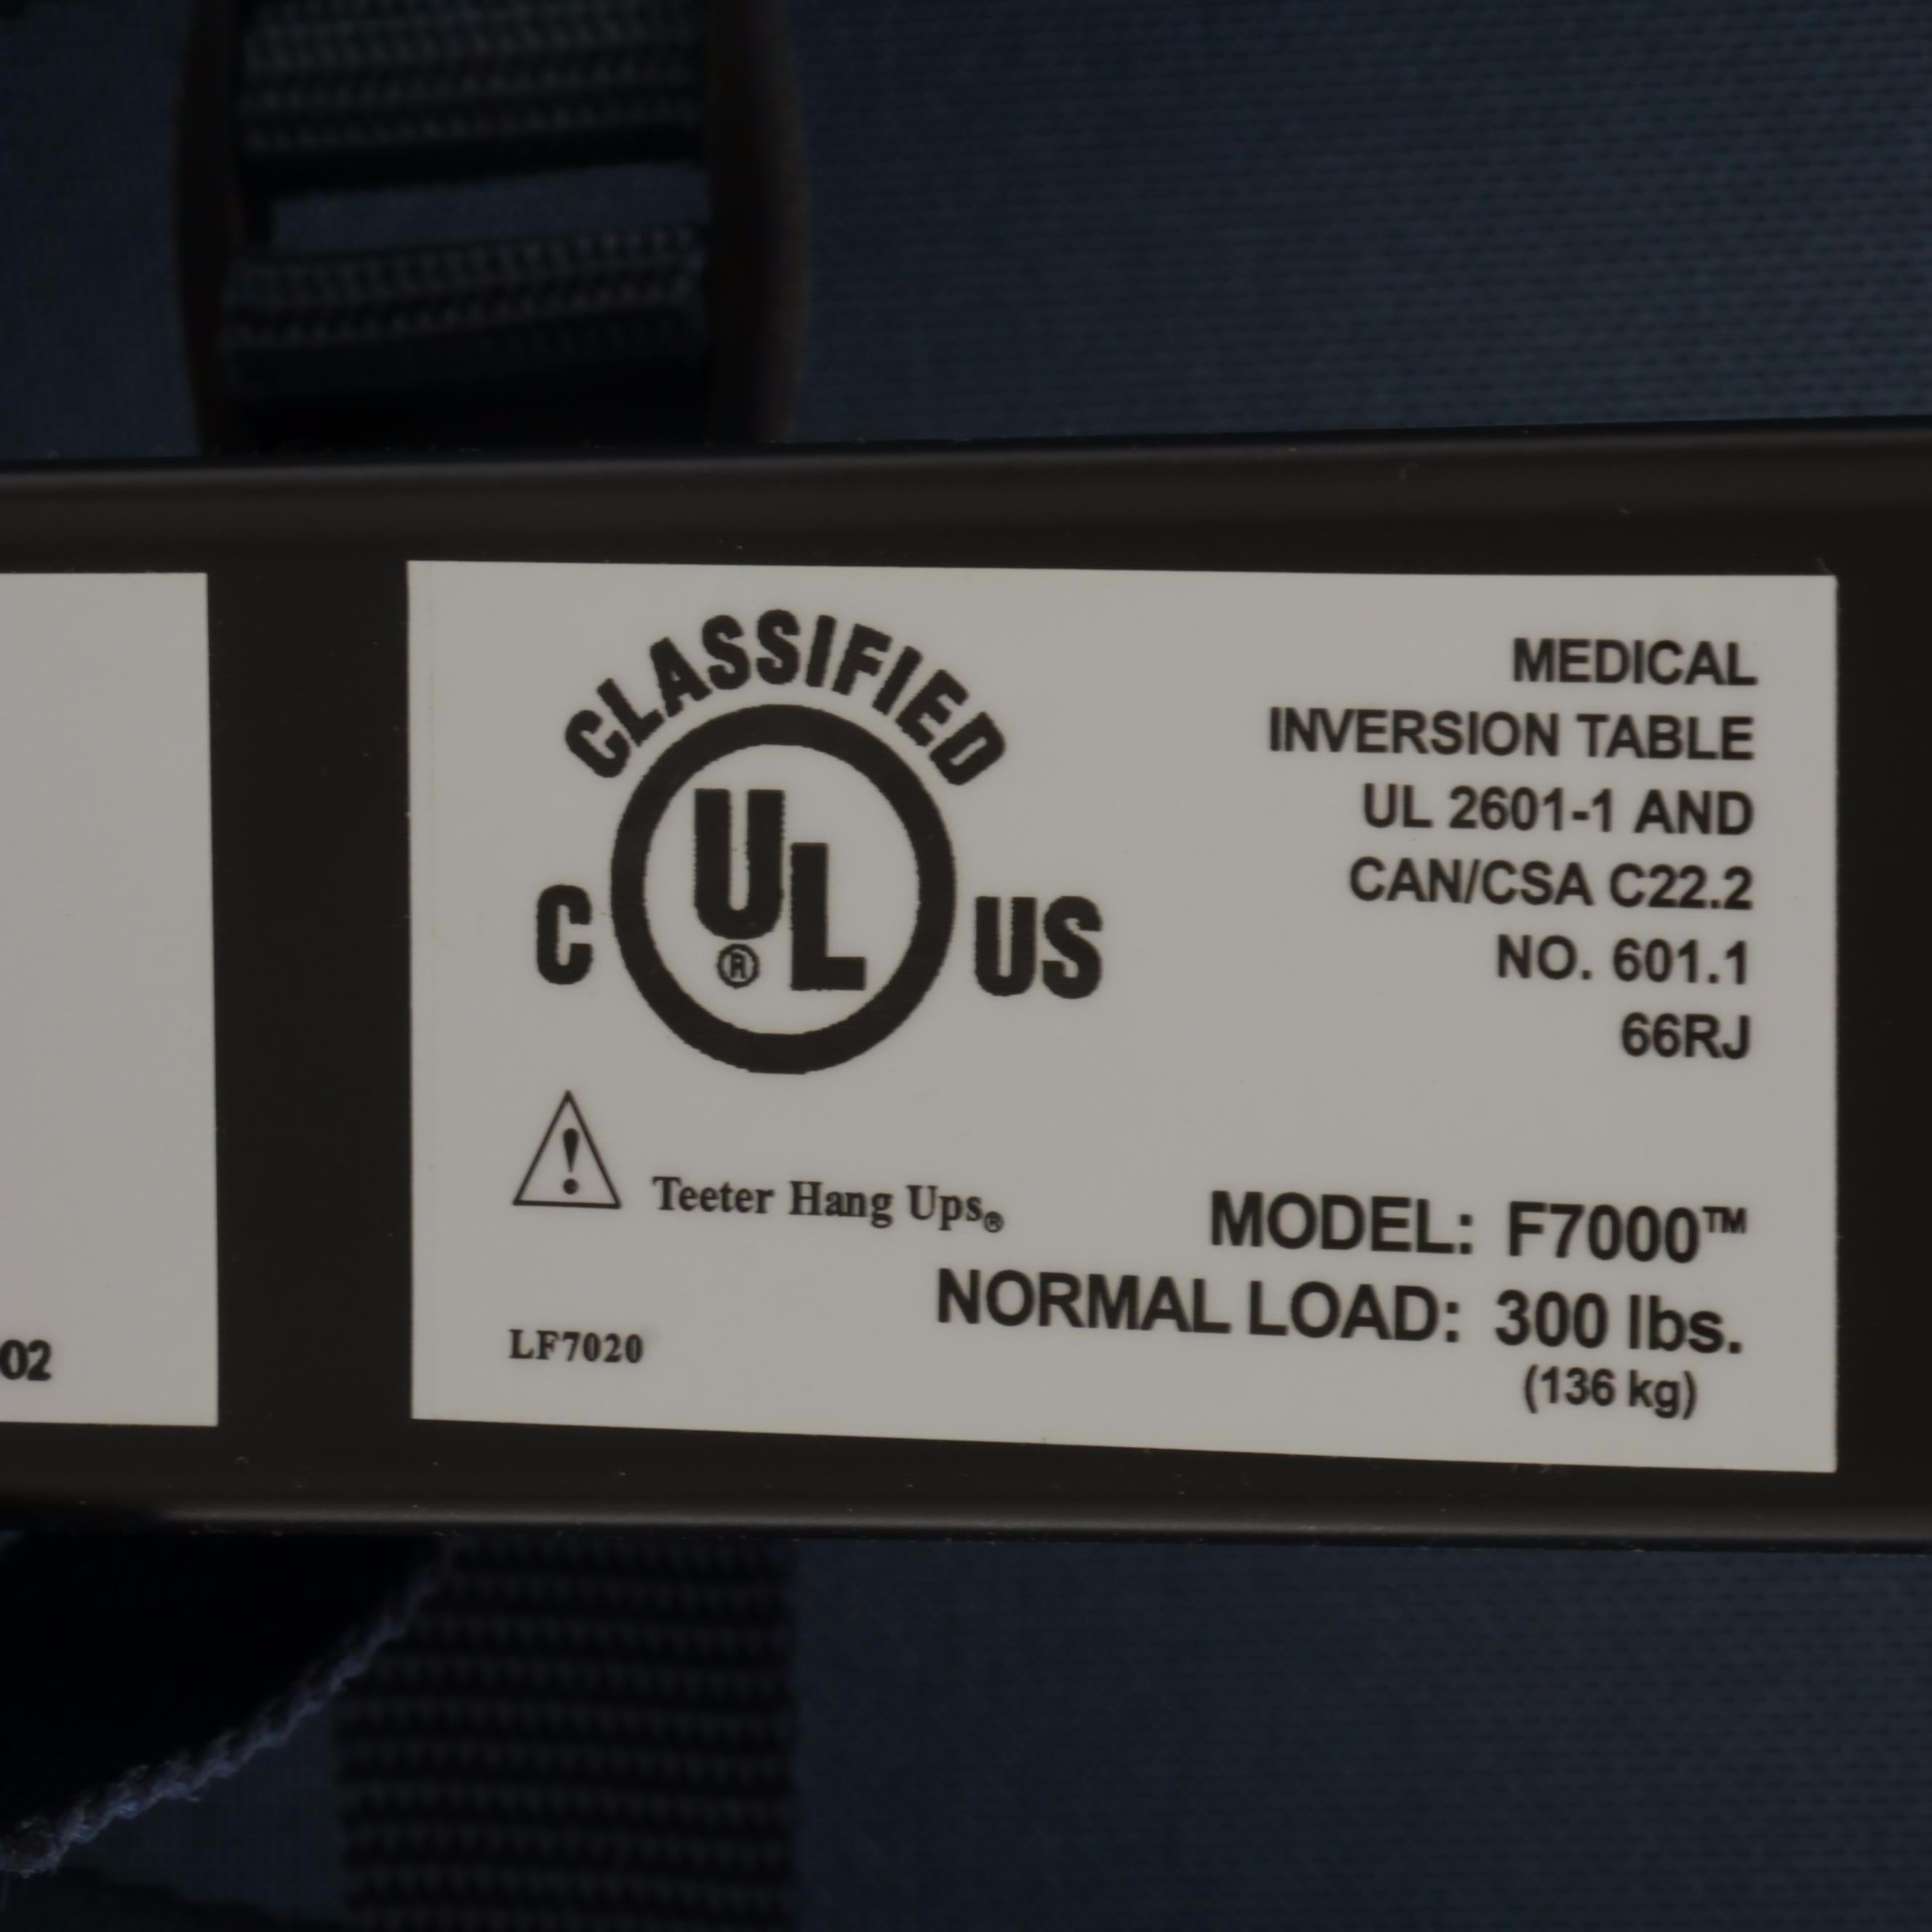 CLASSIFIED
C UL® US
MEDICAL
INVERSION TABLE
UL 2601-1 AND
CAN/CSA C22.2
NO. 601.1
66RJ
! Teeter Hang Ups®
MODEL: F7000™
NORMAL LOAD: 300 lbs.
(136 kg)
LF7020
02